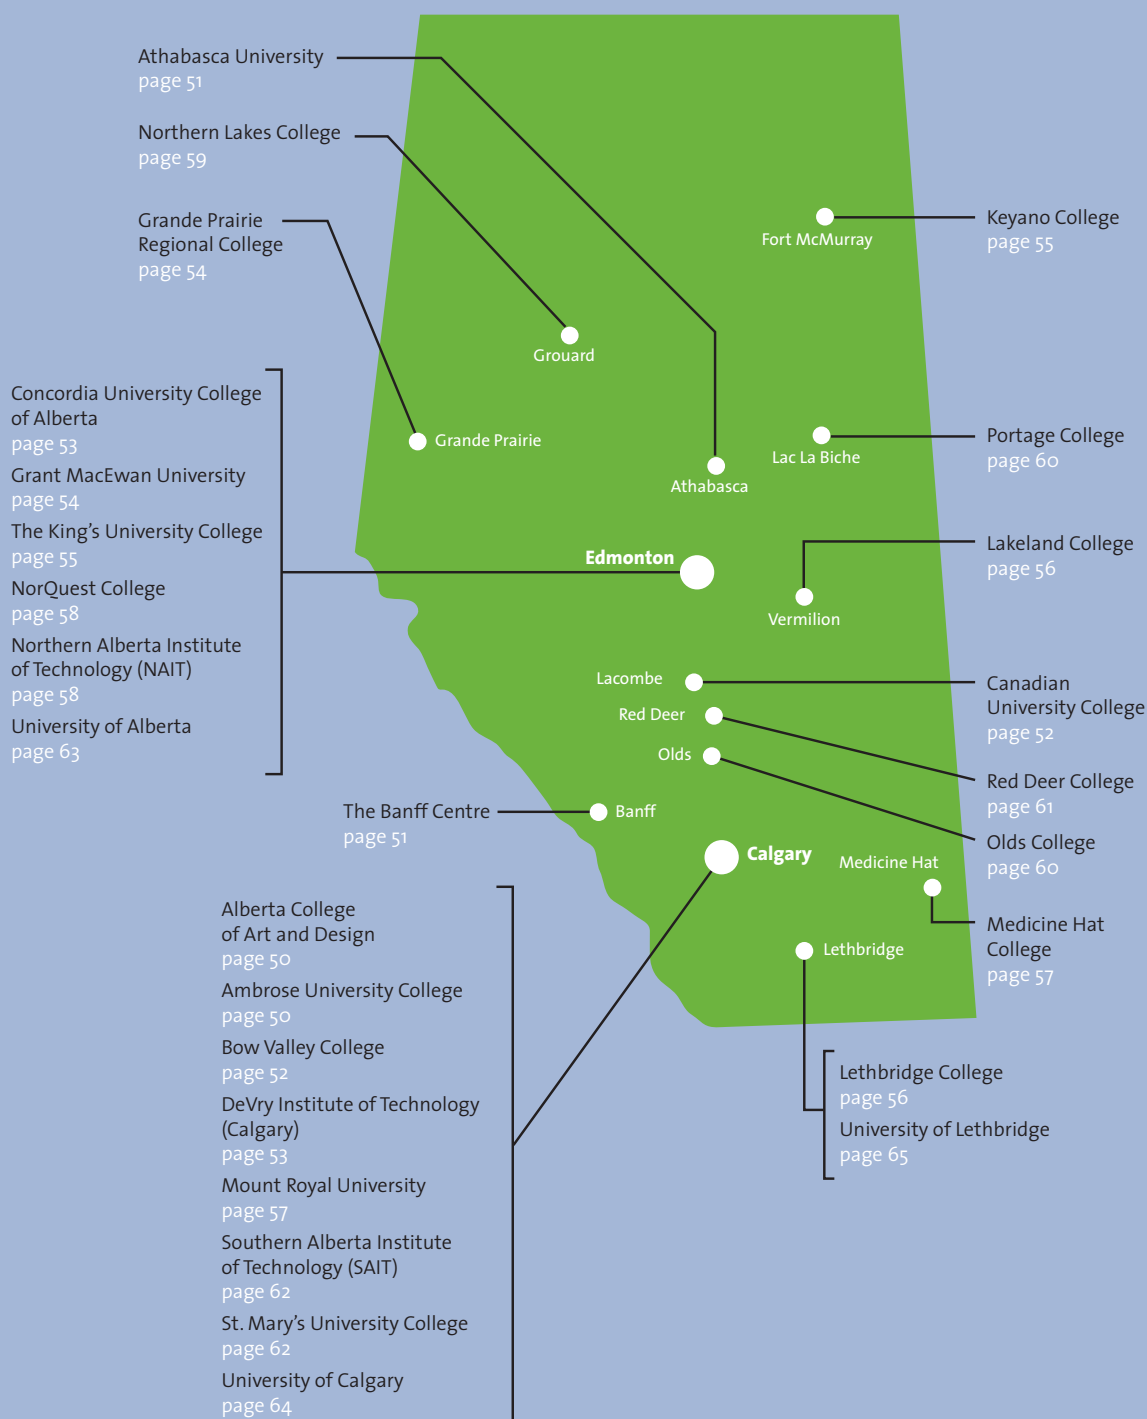 Athabasca University
page 51
Northern Lakes College
page 59
Grande Prairie
Regional College
page 54
Keyano College
page 55
Fort McMurray
Grouard
Concordia University College
of Alberta
page 53
Grant MacEwan University
page 54
The King's University College
page 55
NorQuest College
page 58
Northern Alberta Institute
of Technology (NAIT)
page 58
University of Alberta
page 63
Grande Prairie
Lac La Biche
Portage College
page 60
Athabasca
Edmonton
Lakeland College
page 56
Vermilion
Lacombe
Canadian
University College
page 52
Red Deer
Red Deer College
page 61
Olds
Olds College
page 60
The Banff Centre
page 51
Banff
Calgary
Medicine Hat
Medicine Hat
College
page 57
Alberta College
of Art and Design
page 50
Ambrose University College
page 50
Bow Valley College
page 52
DeVry Institute of Technology
(Calgary)
page 53
Mount Royal University
page 57
Southern Alberta Institute
of Technology (SAIT)
page 62
St. Mary's University College
page 62
University of Calgary
page 64
Lethbridge
Lethbridge College
page 56
University of Lethbridge
page 65